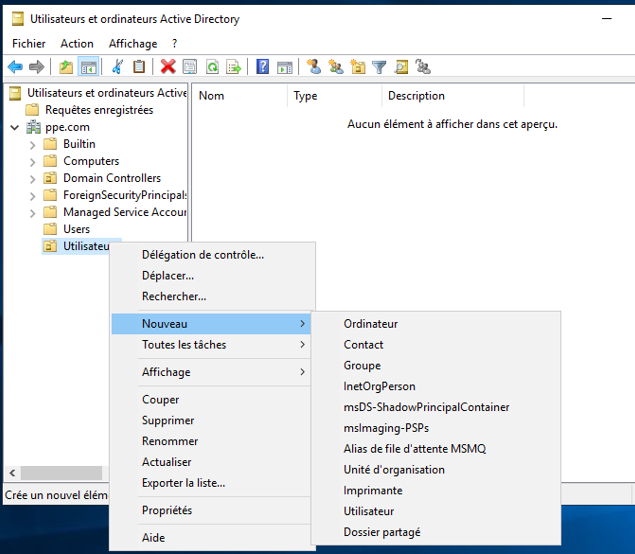 Utilisateurs et ordinateurs Active Directory
Fichier Action Affichage ?
Utilisateurs et ordinateurs Active
Requêtes enregistrées
ppe.com
Builtin
Computers
Domain Controllers
ForeignSecurityPrincipals
Managed Service Accour
Users
Utilisateu
Nom Type Description
Aucun élément à afficher dans cet aperçu.
Délégation de contrôle...
Déplacer...
Rechercher...
Nouveau
Toutes les tâches
Affichage
Couper
Supprimer
Renommer
Actualiser
Exporter la liste...
Propriétés
Aide
Ordinateur
Contact
Groupe
InetOrgPerson
msDS-ShadowPrincipalContainer
msImaging-PSPs
Alias de file d'attente MSMQ
Unité d'organisation
Imprimante
Utilisateur
Dossier partagé
Crée un nouvel éléme